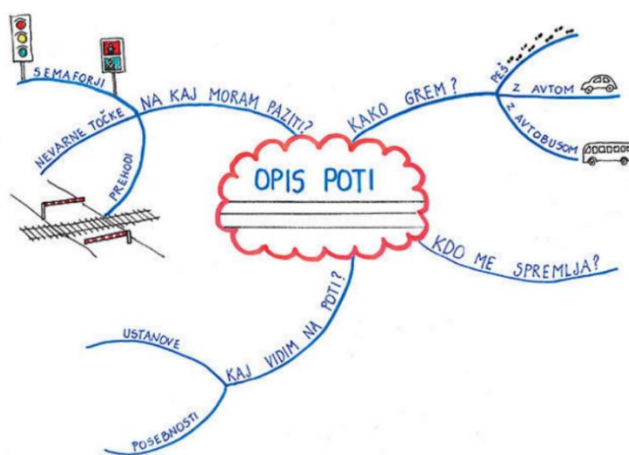 OPIS POTI
KAKO GREM?
PEŠ
Z AVTOM
Z AVTOBUSOM
KDO ME SPREMLJA?
KAJ VIDIM NA POTI?
USTANOVE
POSEBNOSTI
NA KAJ MORAM PAZITI?
SEMAFORJI
NEVARNE TOČKE
PREHODI